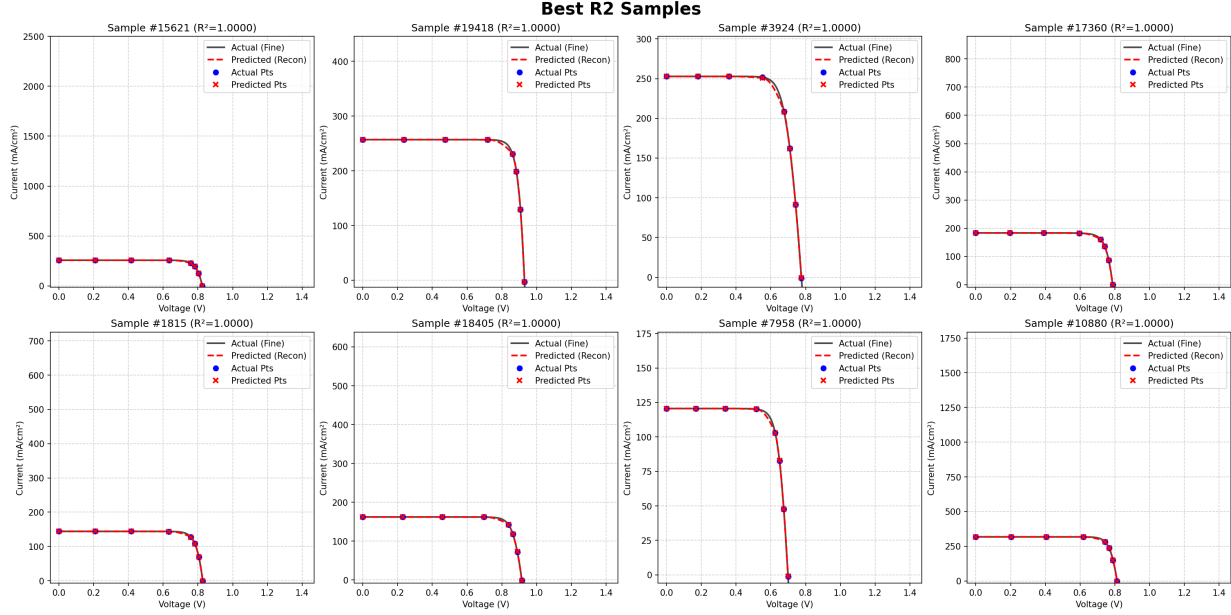 Best R2 Samples
Sample #15621 (R²=1.0000)
Current (mA/cm²)
2500
2000
1500
1000
500
0
0.0 0.2 0.4 0.6 0.8 1.0 1.2 1.4
Voltage (V)
Actual (Fine)
Predicted (Recon)
Actual Pts
Predicted Pts
Sample #19418 (R²=1.0000)
Current (mA/cm²)
400
300
200
100
0
0.0 0.2 0.4 0.6 0.8 1.0 1.2 1.4
Voltage (V)
Actual (Fine)
Predicted (Recon)
Actual Pts
Predicted Pts
Sample #3924 (R²=1.0000)
Current (mA/cm²)
300
250
200
150
100
50
0
0.0 0.2 0.4 0.6 0.8 1.0 1.2 1.4
Voltage (V)
Actual (Fine)
Predicted (Recon)
Actual Pts
Predicted Pts
Sample #17360 (R²=1.0000)
Current (mA/cm²)
800
700
600
500
400
300
200
100
0
0.0 0.2 0.4 0.6 0.8 1.0 1.2 1.4
Voltage (V)
Actual (Fine)
Predicted (Recon)
Actual Pts
Predicted Pts
Sample #1815 (R²=1.0000)
Current (mA/cm²)
700
600
500
400
300
200
100
0
0.0 0.2 0.4 0.6 0.8 1.0 1.2 1.4
Voltage (V)
Actual (Fine)
Predicted (Recon)
Actual Pts
Predicted Pts
Sample #18405 (R²=1.0000)
Current (mA/cm²)
600
500
400
300
200
100
0
0.0 0.2 0.4 0.6 0.8 1.0 1.2 1.4
Voltage (V)
Actual (Fine)
Predicted (Recon)
Actual Pts
Predicted Pts
Sample #7958 (R²=1.0000)
Current (mA/cm²)
175
150
125
100
75
50
25
0
0.0 0.2 0.4 0.6 0.8 1.0 1.2 1.4
Voltage (V)
Actual (Fine)
Predicted (Recon)
Actual Pts
Predicted Pts
Sample #10880 (R²=1.0000)
Current (mA/cm²)
1750
1500
1250
1000
750
500
250
0
0.0 0.2 0.4 0.6 0.8 1.0 1.2 1.4
Voltage (V)
Actual (Fine)
Predicted (Recon)
Actual Pts
Predicted Pts